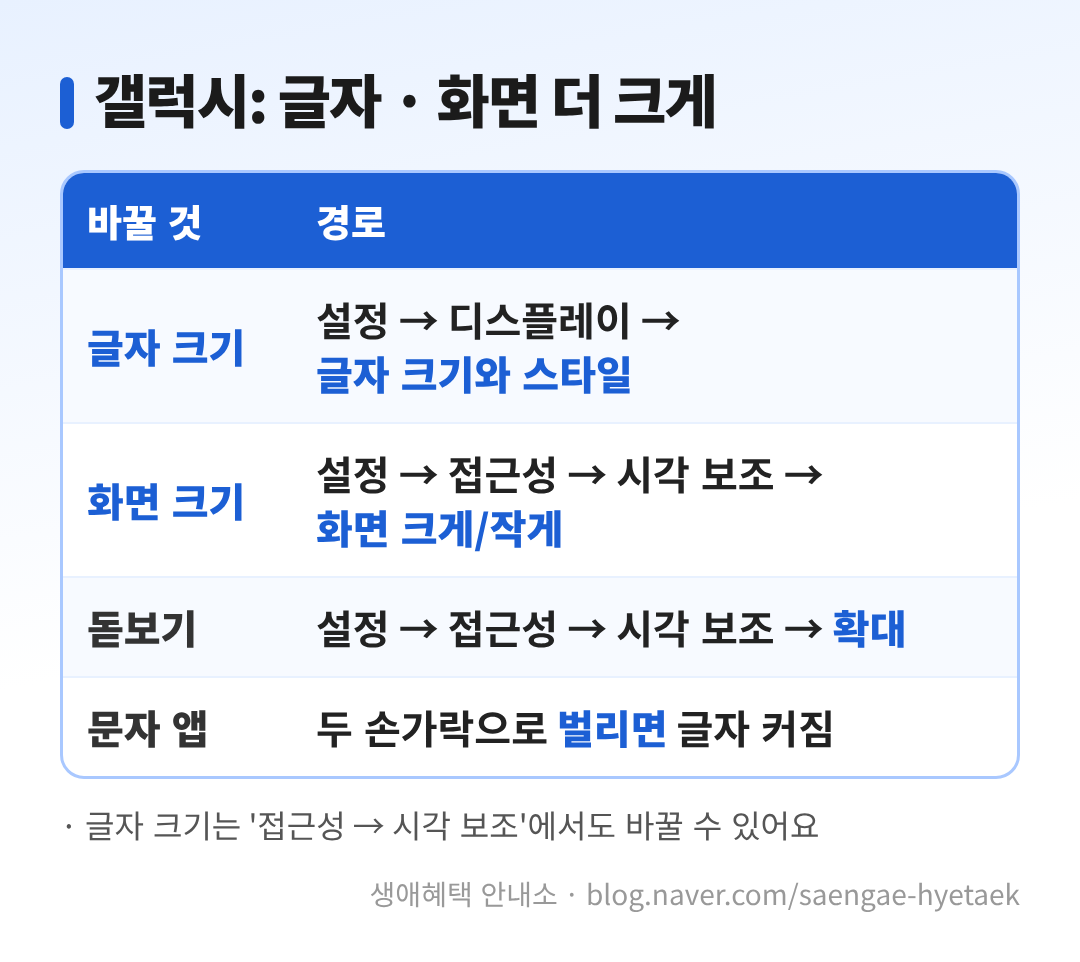 갤럭시: 글자 · 화면 더 크게
바꿀 것 경로
글자 크기 설정 → 디스플레이 →
글자 크기와 스타일
화면 크기 설정 → 접근성 → 시각 보조 →
화면 크게/작게
돋보기 설정 → 접근성 → 시각 보조 → 확대
문자 앱 두 손가락으로 벌리면 글자 커짐
· 글자 크기는 '접근성 → 시각 보조'에서도 바꿀 수 있어요
생애혜택 안내소 · blog.naver.com/saengae-hyetaek